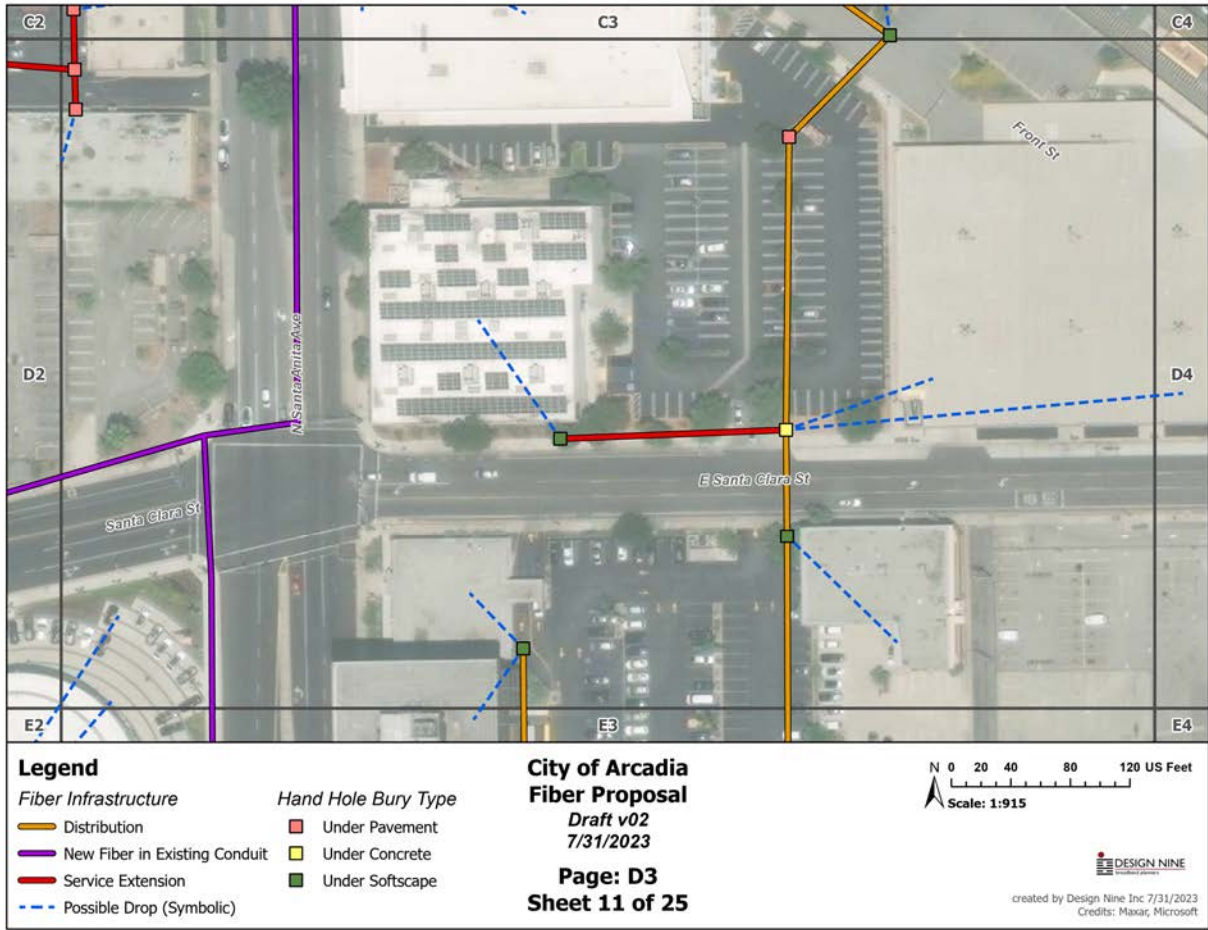 C2
C3
C4
Front St
N Santa Anita Ave
D2
D4
E Santa Clara St
Santa Clara St
E2
E3
E4
Legend
Fiber Infrastructure
Distribution
New Fiber in Existing Conduit
Service Extension
Possible Drop (Symbolic)
Hand Hole Bury Type
Under Pavement
Under Concrete
Under Softscape
City of Arcadia
Fiber Proposal
Draft v02
7/31/2023
Page: D3
Sheet 11 of 25
N 0 20 40 80 120 US Feet
Scale: 1:915
DESIGN NINE
broadband planners
created by Design Nine Inc 7/31/2023
Credits: Maxar, Microsoft